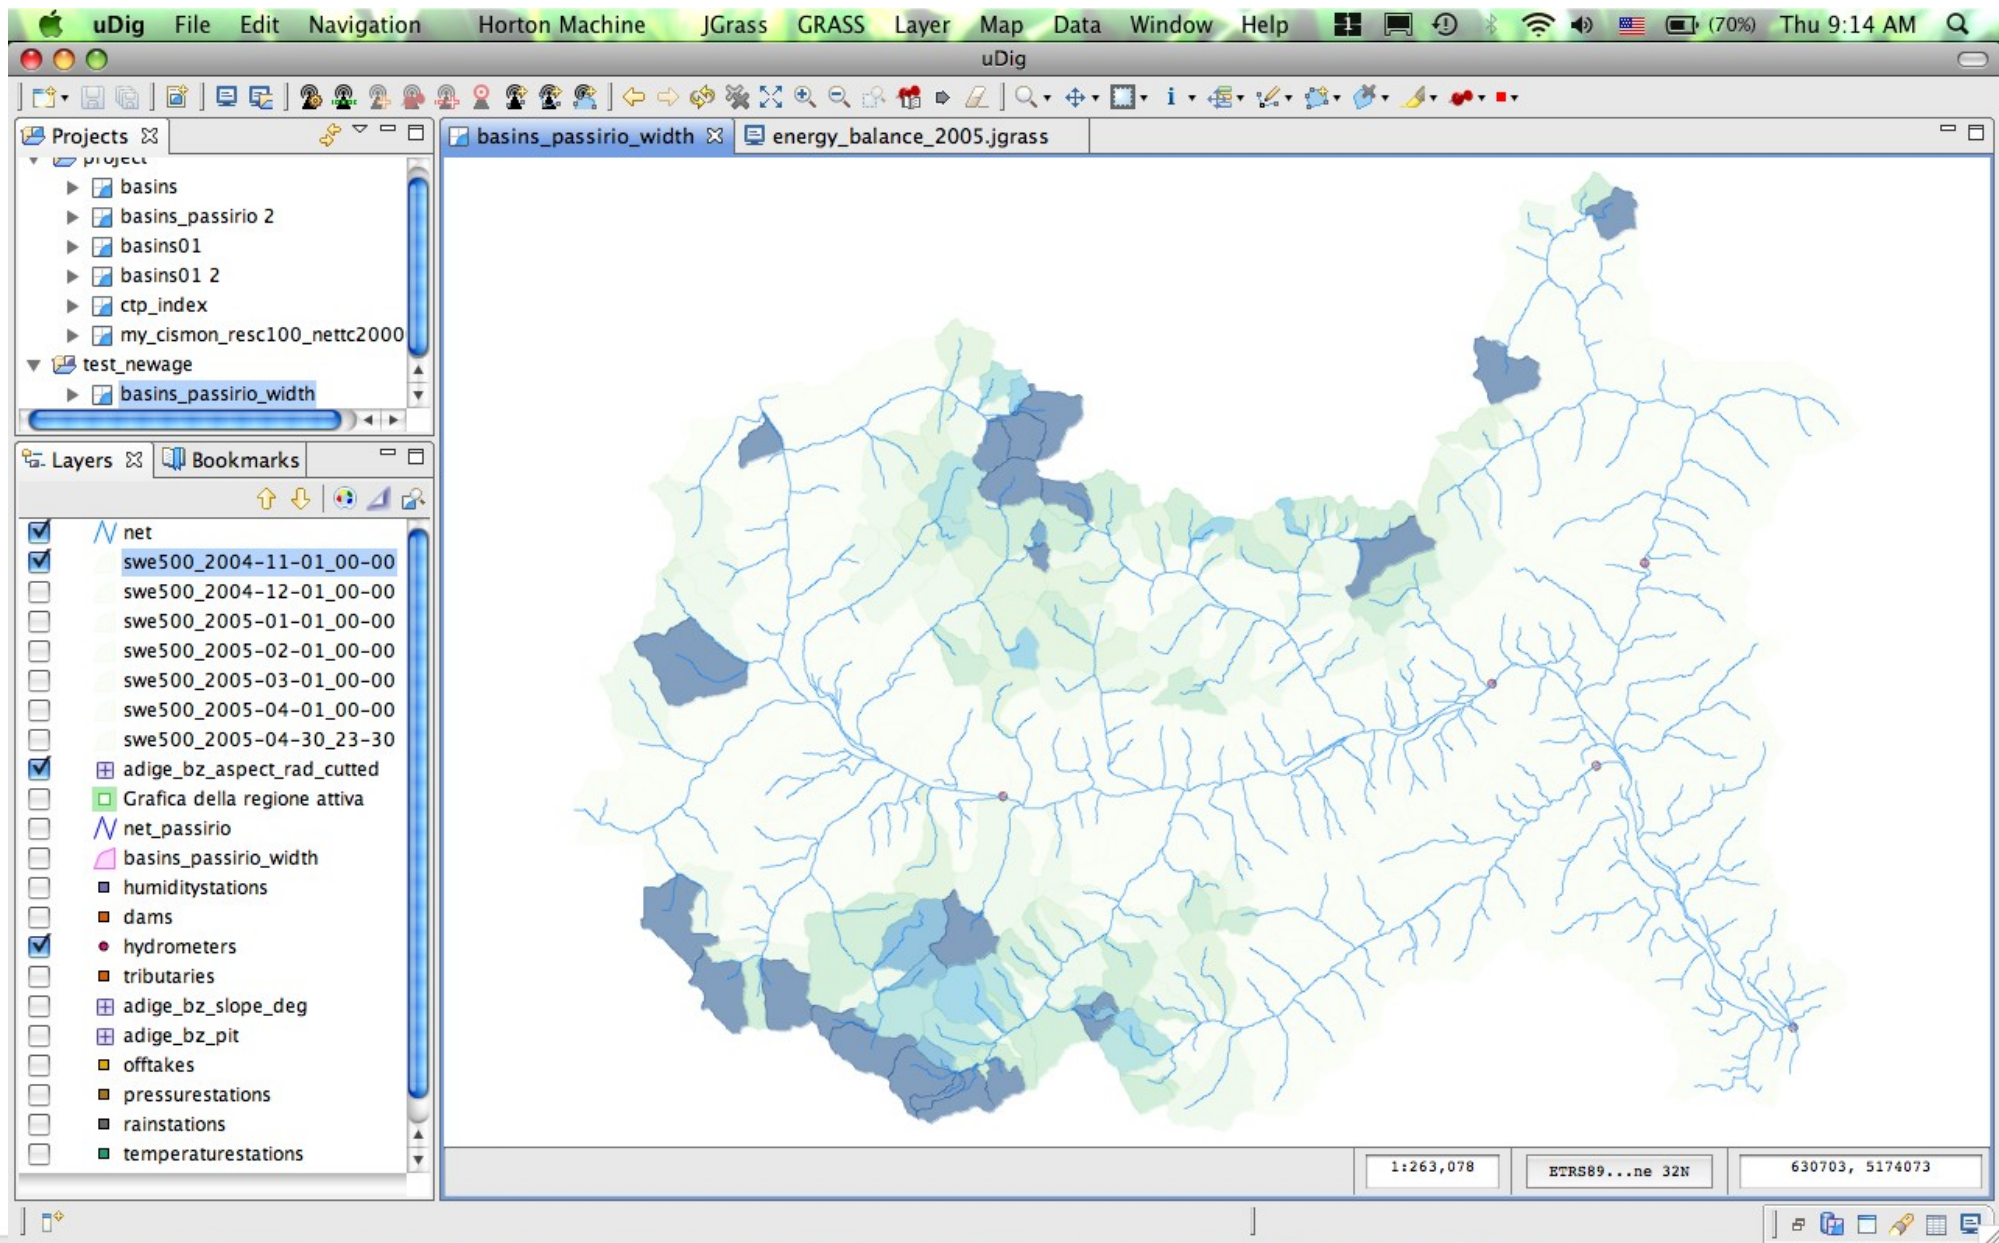 uDig File Edit Navigation Horton Machine JGrass GRASS Layer Map Data Window Help (70%) Thu 9:14 AM
uDig
Projects
project
basins
basins_passirio 2
basins01
basins01 2
ctp_index
my_cismon_resc100_nettc2000
test_newage
basins_passirio_width
Layers Bookmarks
net
swe500_2004-11-01_00-00
swe500_2004-12-01_00-00
swe500_2005-01-01_00-00
swe500_2005-02-01_00-00
swe500_2005-03-01_00-00
swe500_2005-04-01_00-00
swe500_2005-04-30_23-30
adige_bz_aspect_rad_cutted
Grafica della regione attiva
net_passirio
basins_passirio_width
humiditystations
dams
hydrometers
tributaries
adige_bz_slope_deg
adige_bz_pit
offtakes
pressurestations
rainstations
temperaturestations
basins_passirio_width energy_balance_2005.jgrass
1:263,078 ETRS89...ne 32N 630703, 5174073